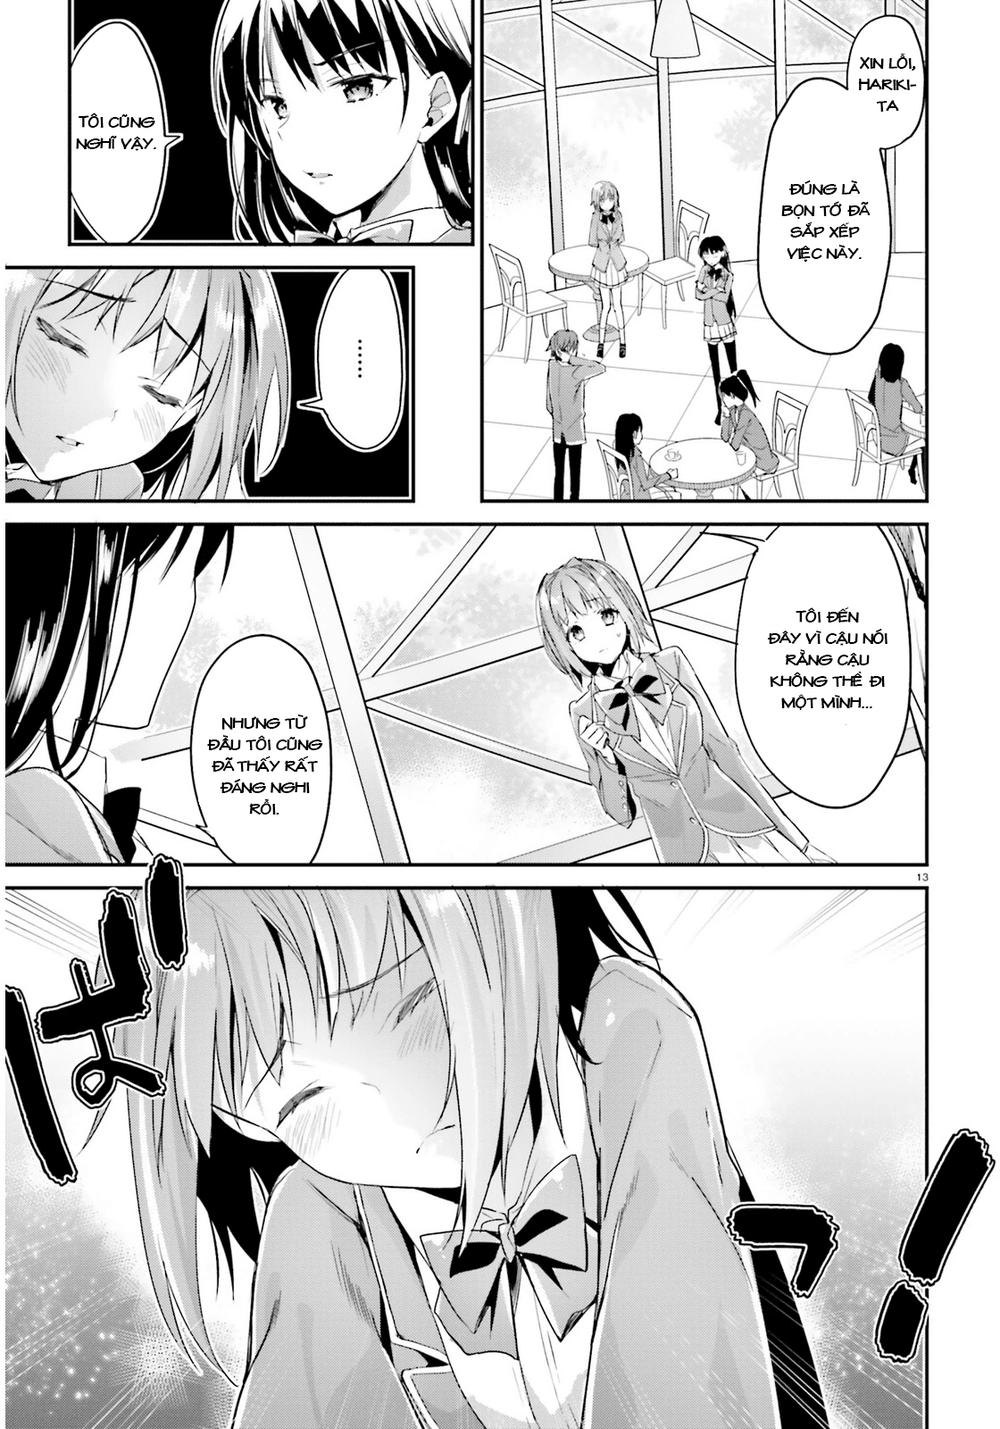 XIN LỖI,
HARIKI-
TA
ĐÚNG LÀ
BỌN TỚ ĐÃ
SẮP XẾP
VIỆC NÀY.
TÔI CŨNG
NGHĨ VẬY.
......
TÔI ĐẾN
ĐÂY VÌ CẬU NÓI
RẰNG CẬU
KHÔNG THỂ ĐI
MỘT MÌNH...
NHƯNG TỪ
ĐẦU TÔI CŨNG
ĐÃ THẤY RẤT
ĐÁNG NGHI
RỒI.
13
がばっ!!